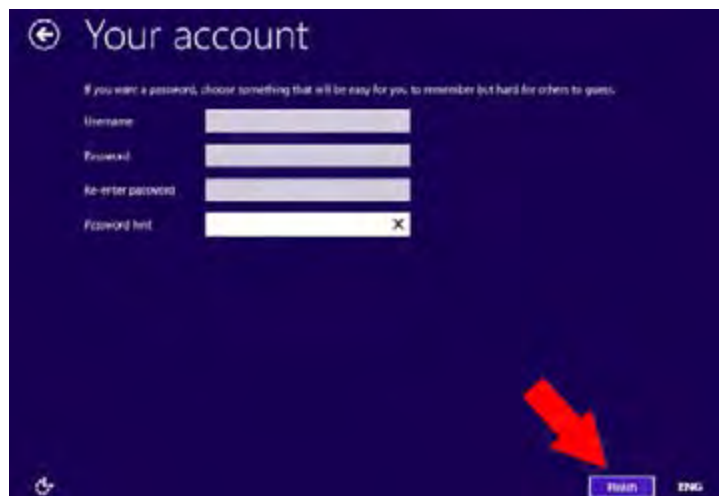 Your account
If you want a password, choose something that will be easy for you to remember but hard for others to guess.
Username
Password
Re-enter password
Password hint
Finish
ENG